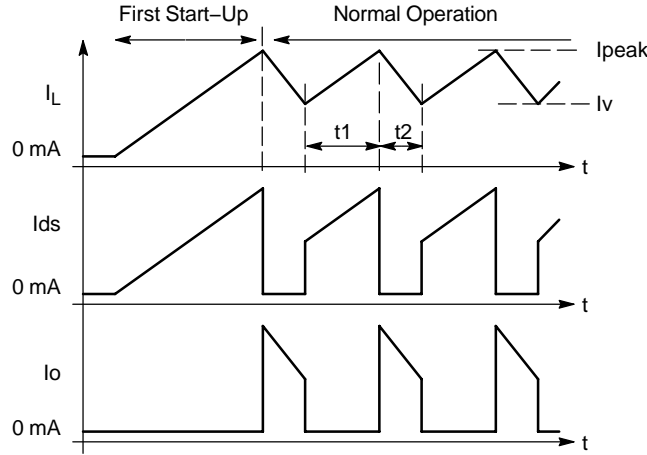 First Start–Up
Normal Operation
Ipeak
I_L
Iv
t1
t2
0 mA
t
Ids
0 mA
t
Io
0 mA
t